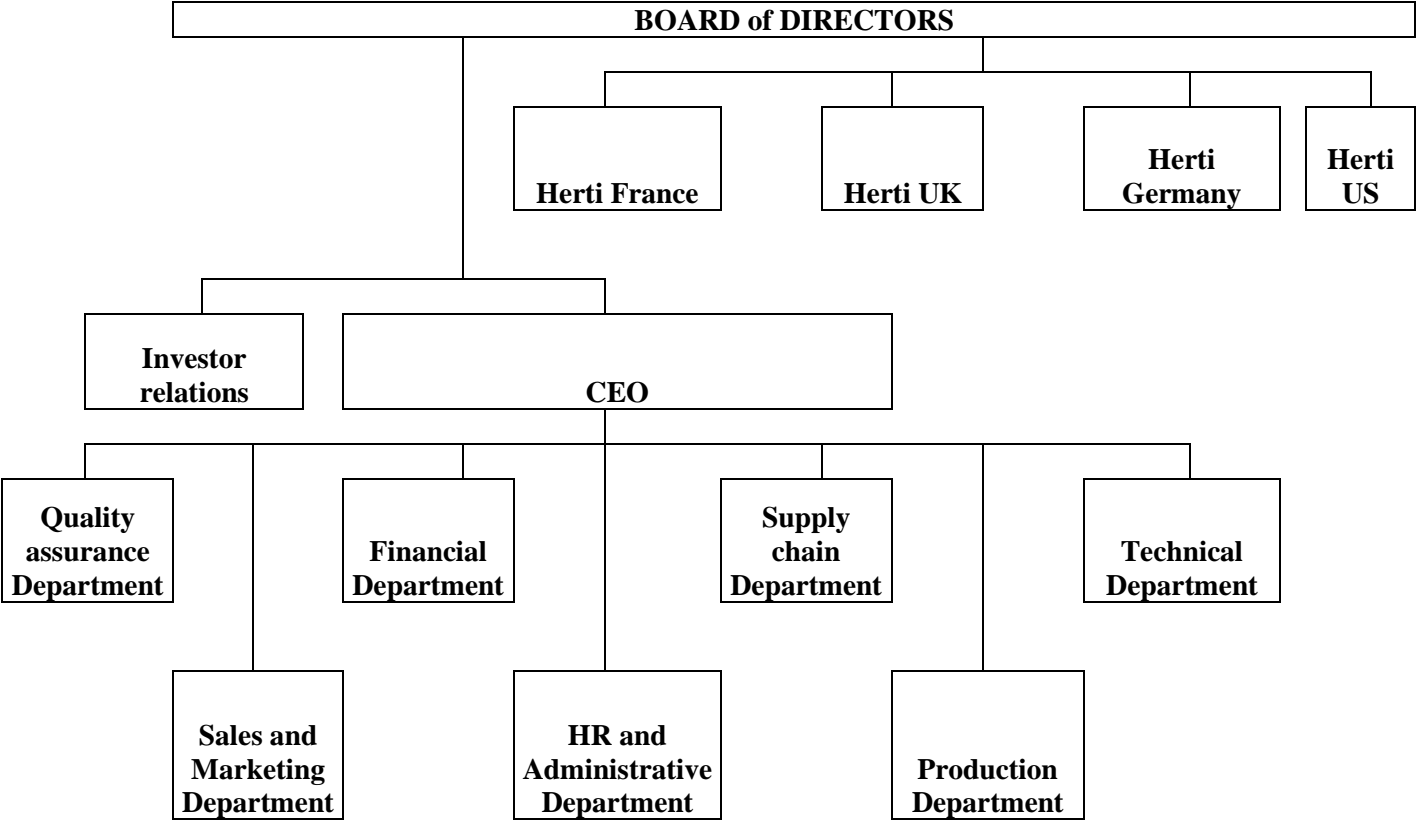 BOARD of DIRECTORS
Herti France
Herti UK
Herti
Germany
Herti
US
Investor
relations
CEO
Quality
assurance
Department
Financial
Department
Supply
chain
Department
Technical
Department
Sales and
Marketing
Department
HR and
Administrative
Department
Production
Department